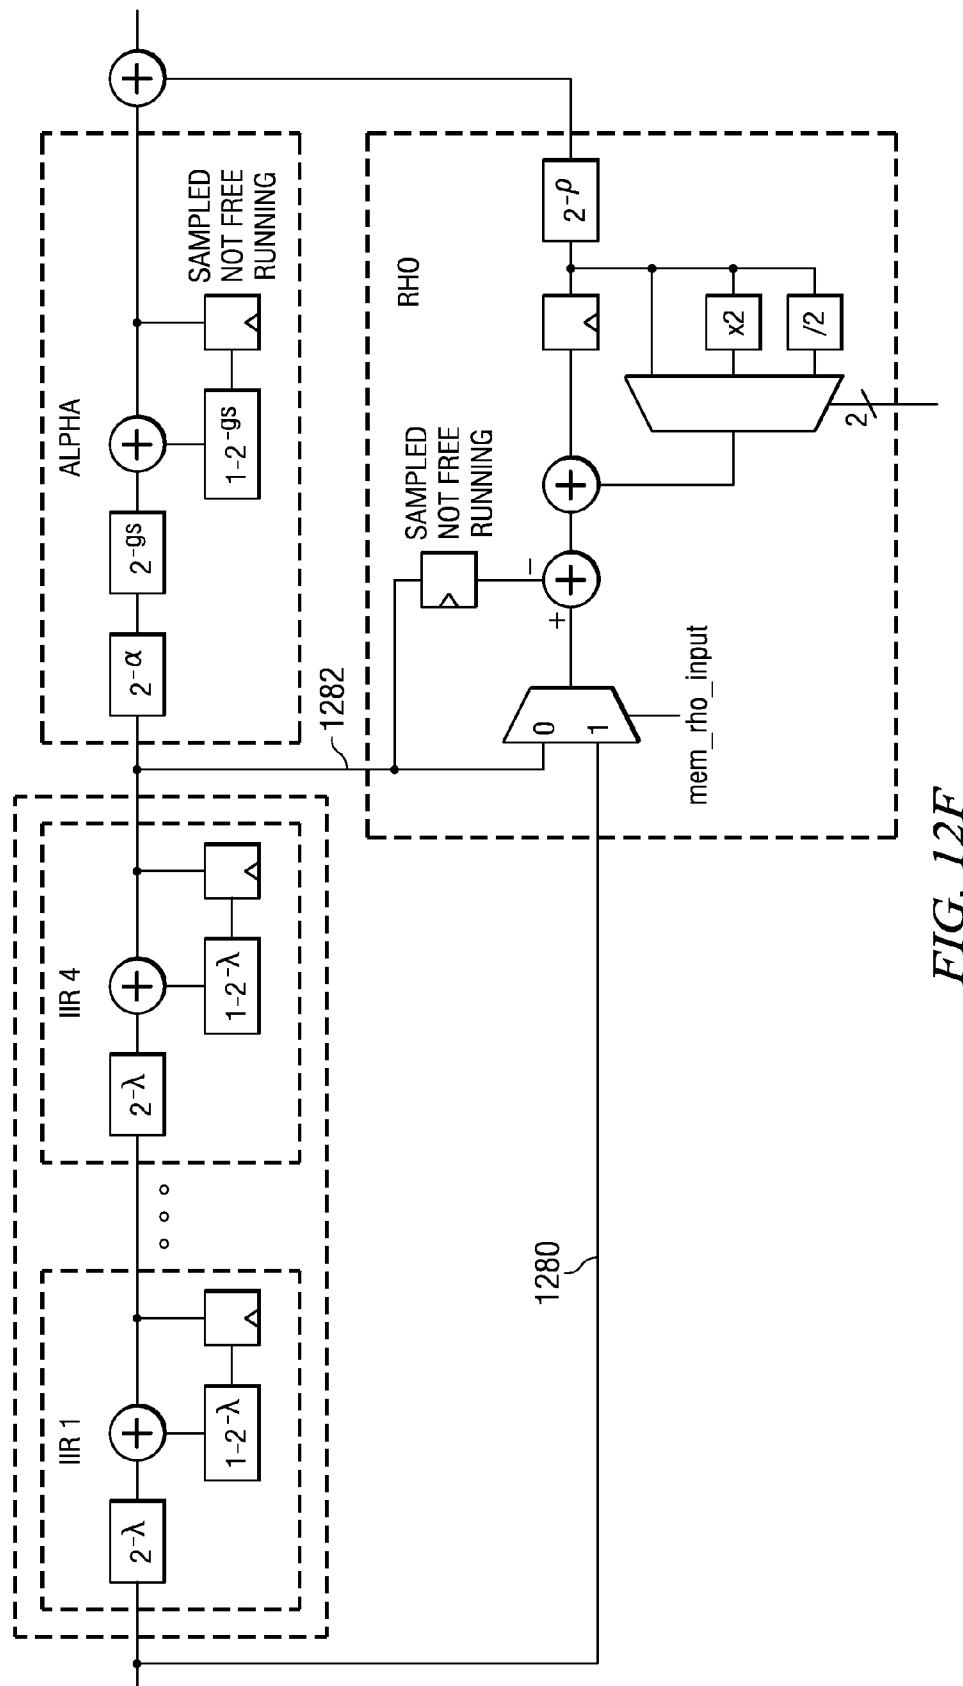 IIR 1
2-λ
1-2-λ
IIR 4
2-λ
1-2-λ
ALPHA
2-α
2-gs
1-2-gs
SAMPLED
NOT FREE
RUNNING
1282
1280
RHO
0
1
mem_rho_input
+
-
SAMPLED
NOT FREE
RUNNING
2-ρ
x2
/2
2
FIG. 12F